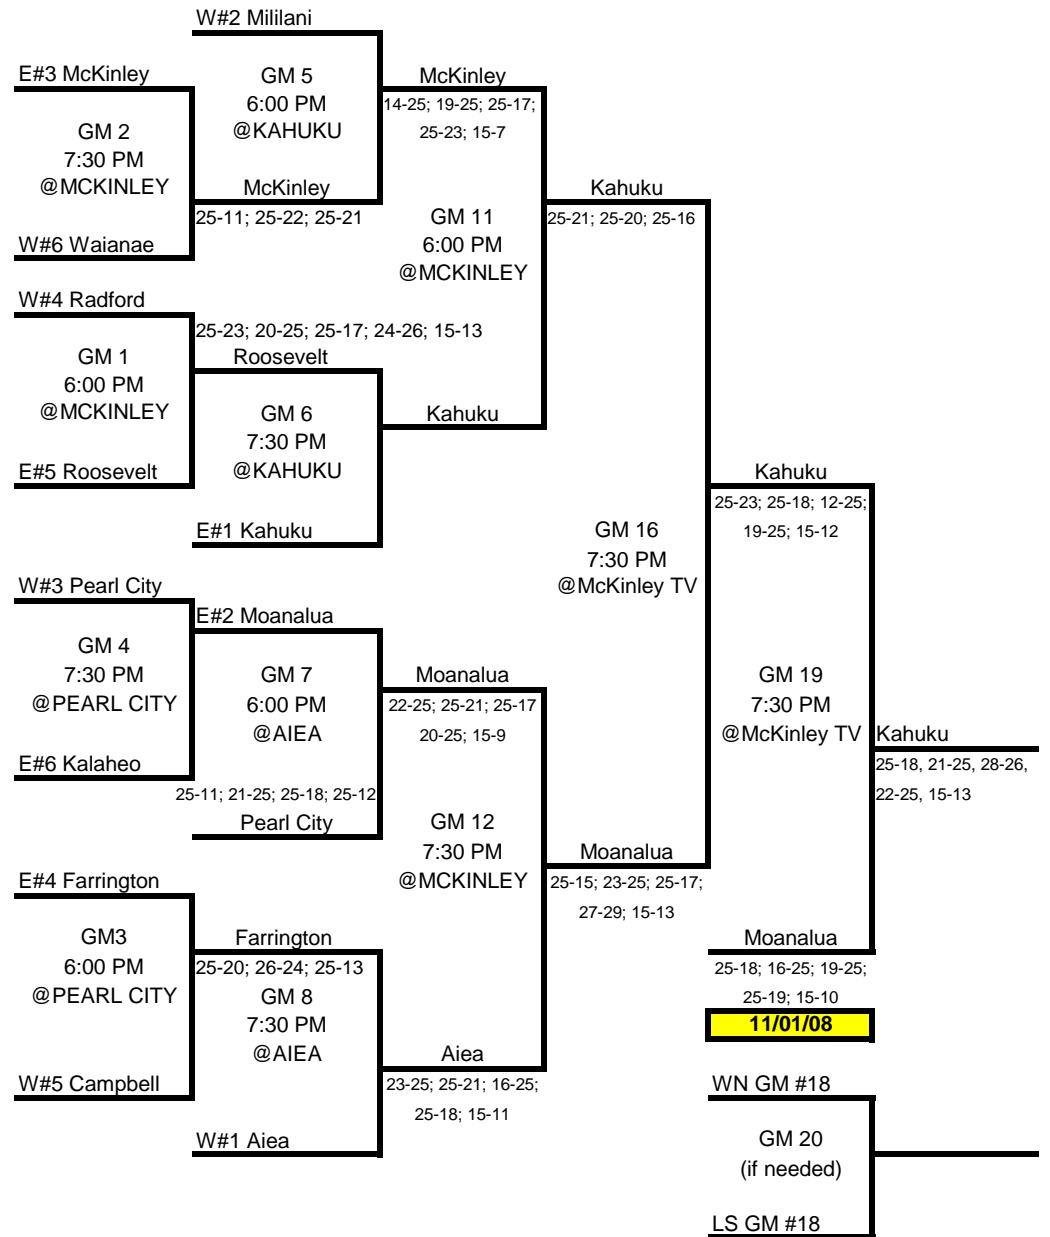 W#2 Mililani
E#3 McKinley
GM 5
6:00 PM
@KAHUKU
McKinley
14-25; 19-25; 25-17;
25-23; 15-7
GM 2
7:30 PM
@MCKINLEY
McKinley
25-11; 25-22; 25-21
W#6 Waianae
GM 11
6:00 PM
@MCKINLEY
Kahuku
25-21; 25-20; 25-16
W#4 Radford
25-23; 20-25; 25-17; 24-26; 15-13
Roosevelt
GM 1
6:00 PM
@MCKINLEY
GM 6
7:30 PM
@KAHUKU
Kahuku
E#5 Roosevelt
E#1 Kahuku
GM 16
7:30 PM
@McKinley TV
Kahuku
25-23; 25-18; 12-25;
19-25; 15-12
W#3 Pearl City
E#2 Moanalua
GM 4
7:30 PM
@PEARL CITY
GM 7
6:00 PM
@AIEA
Moanalua
22-25; 25-21; 25-17
20-25; 15-9
GM 19
7:30 PM
@McKinley TV
Kahuku
25-18, 21-25, 28-26,
22-25, 15-13
E#6 Kalaheo
25-11; 21-25; 25-18; 25-12
Pearl City
GM 12
7:30 PM
@MCKINLEY
Moanalua
25-15; 23-25; 25-17;
27-29; 15-13
E#4 Farrington
GM3
6:00 PM
@PEARL CITY
Farrington
25-20; 26-24; 25-13
GM 8
7:30 PM
@AIEA
Moanalua
25-18; 16-25; 19-25;
25-19; 15-10
11/01/08
Aiea
23-25; 25-21; 16-25;
25-18; 15-11
W#5 Campbell
W#1 Aiea
WN GM #18
GM 20
(if needed)
LS GM #18